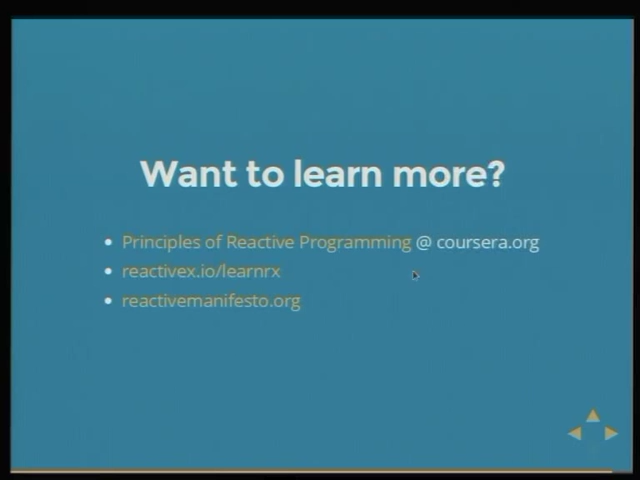 Want to learn more?
Principles of Reactive Programming @ coursera.org
reactivex.io/learnrx
reactivemanifesto.org